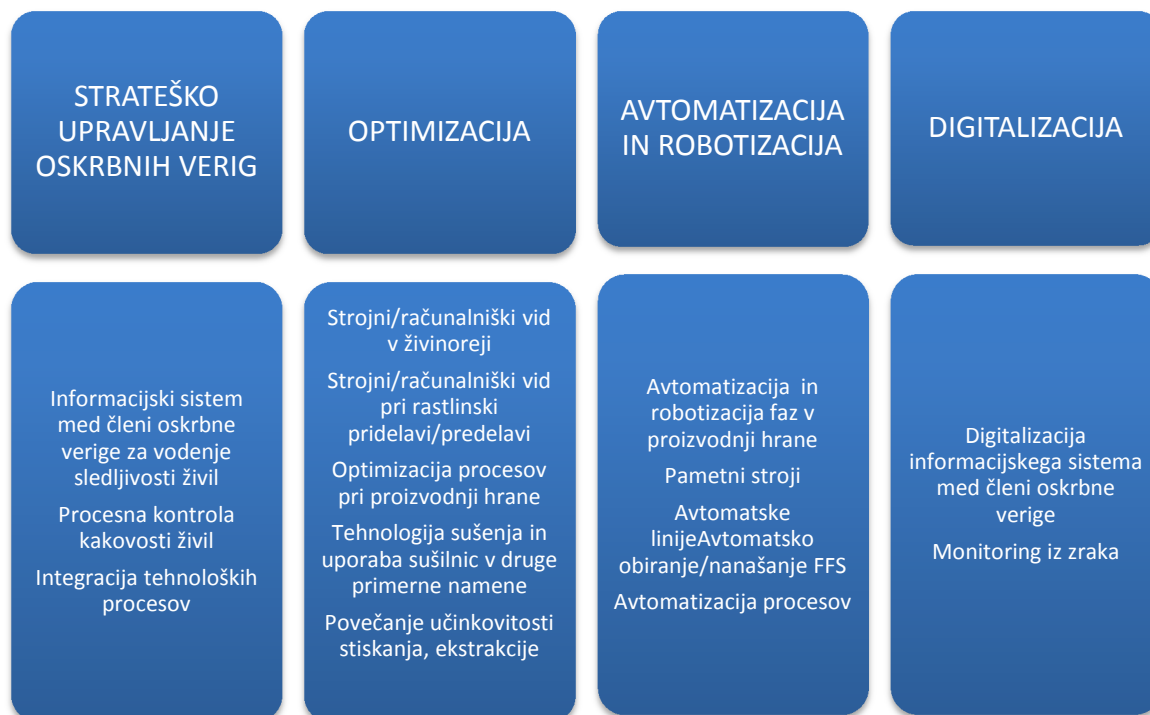 STRATEŠKO
UPRAVLJANJE
OSKRBNIH VERIG
OPTIMIZACIJA
AVTOMATIZACIJA
IN ROBOTIZACIJA
DIGITALIZACIJA
Informacijski sistem
med členi oskrbne
verige za vodenje
sledljivosti živil
Procesna kontrola
kakovosti živil
Integracija tehnoloških
procesov
Strojni/računalniški vid
v živinoreji
Strojni/računalniški vid
pri rastlinski
pridelavi/predelavi
Optimizacija procesov
pri proizvodnji hrane
Tehnologija sušenja in
uporaba sušilnic v druge
primerne namene
Povečanje učinkovitosti
stiskanja, ekstrakcije
Avtomatizacija  in
robotizacija faz v
proizvodnji hrane
Pametni stroji
Avtomatske
linijeAvtomatsko
obiranje/nanašanje FFS
Avtomatizacija procesov
Digitalizacija
informacijskega sistema
med členi oskrbne
verige
Monitoring iz zraka